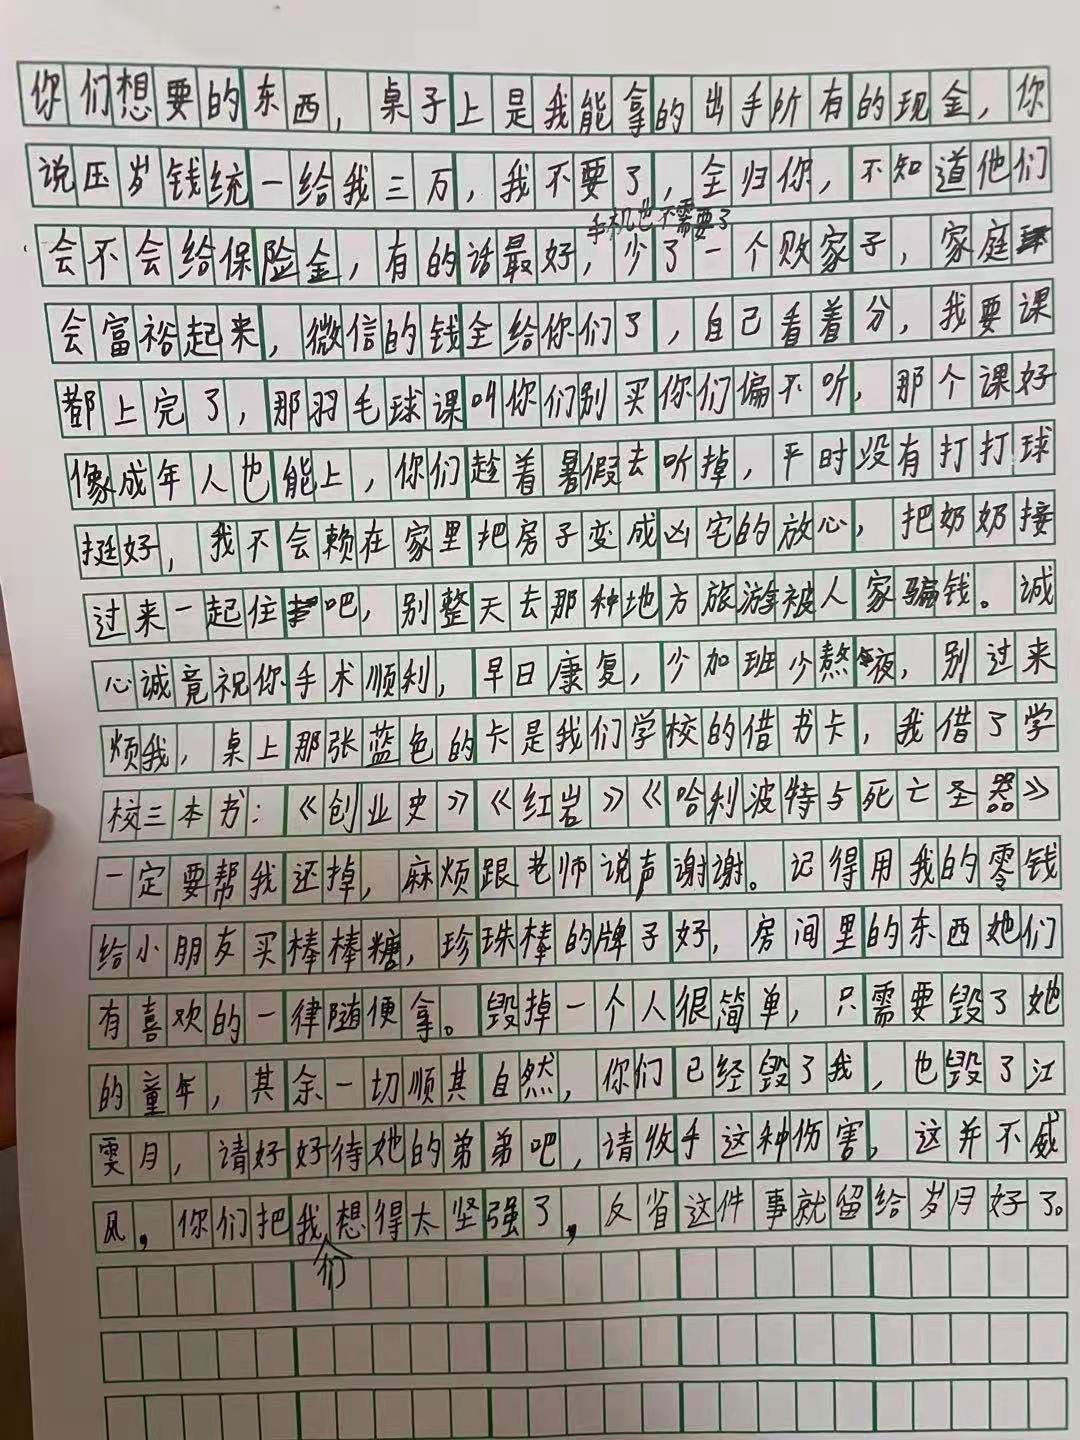 你们想要的东西，桌子上是我能拿的出手所有的现金，你
说压岁钱统一给我三万，我不要了，全归你，不知道他们
手机也不需要了
会不会给保险金，有的话最好，少了一个败家子，家庭
会富裕起来，微信的钱全给你们了，自己看着分，我要课
都上完了，那羽毛球课叫你们别买你们偏不听，那个课好
像成年人也能上，你们趁着暑假去听掉，平时没有打打球
挺好，我不会赖在家里把房子变成凶宅的放心，把奶奶接
过来一起住吧，别整天去那种地方旅游被人家骗钱。诚
心诚竟祝你手术顺利，早日康复，少加班少熬夜，别过来
烦我，桌上那张蓝色的卡是我们学校的借书卡，我借了学
校三本书：《创业史》《红岩》《哈利波特与死亡圣器》
一定要帮我还掉，麻烦跟老师说声谢谢。记得用我的零钱
给小朋友买棒棒糖，珍珠棒的牌子好，房间里的东西她们
有喜欢的一律随便拿。毁掉一个人很简单，只需要毁了她
的童年，其余一切顺其自然，你们已经毁了我，也毁了江
雯月，请好好待她的弟弟吧，请收手这种伤害，这并不威
风，你们把我们想得太坚强了，反省这件事就留给岁月好了。